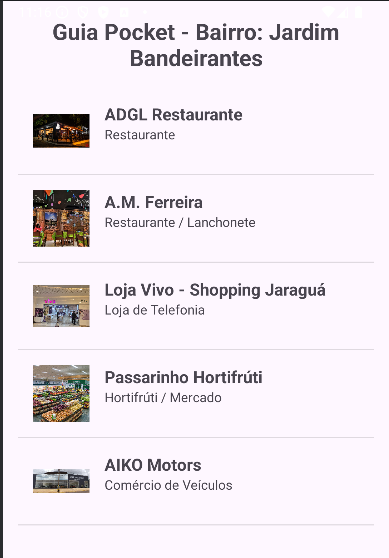 Guia Pocket - Bairro: Jardim
Bandeirantes
ADGL Restaurante
Restaurante
A.M. Ferreira
Restaurante / Lanchonete
Loja Vivo - Shopping Jaraguá
Loja de Telefonia
Passarinho Hortifrúti
Hortifrúti / Mercado
AIKO Motors
Comércio de Veículos